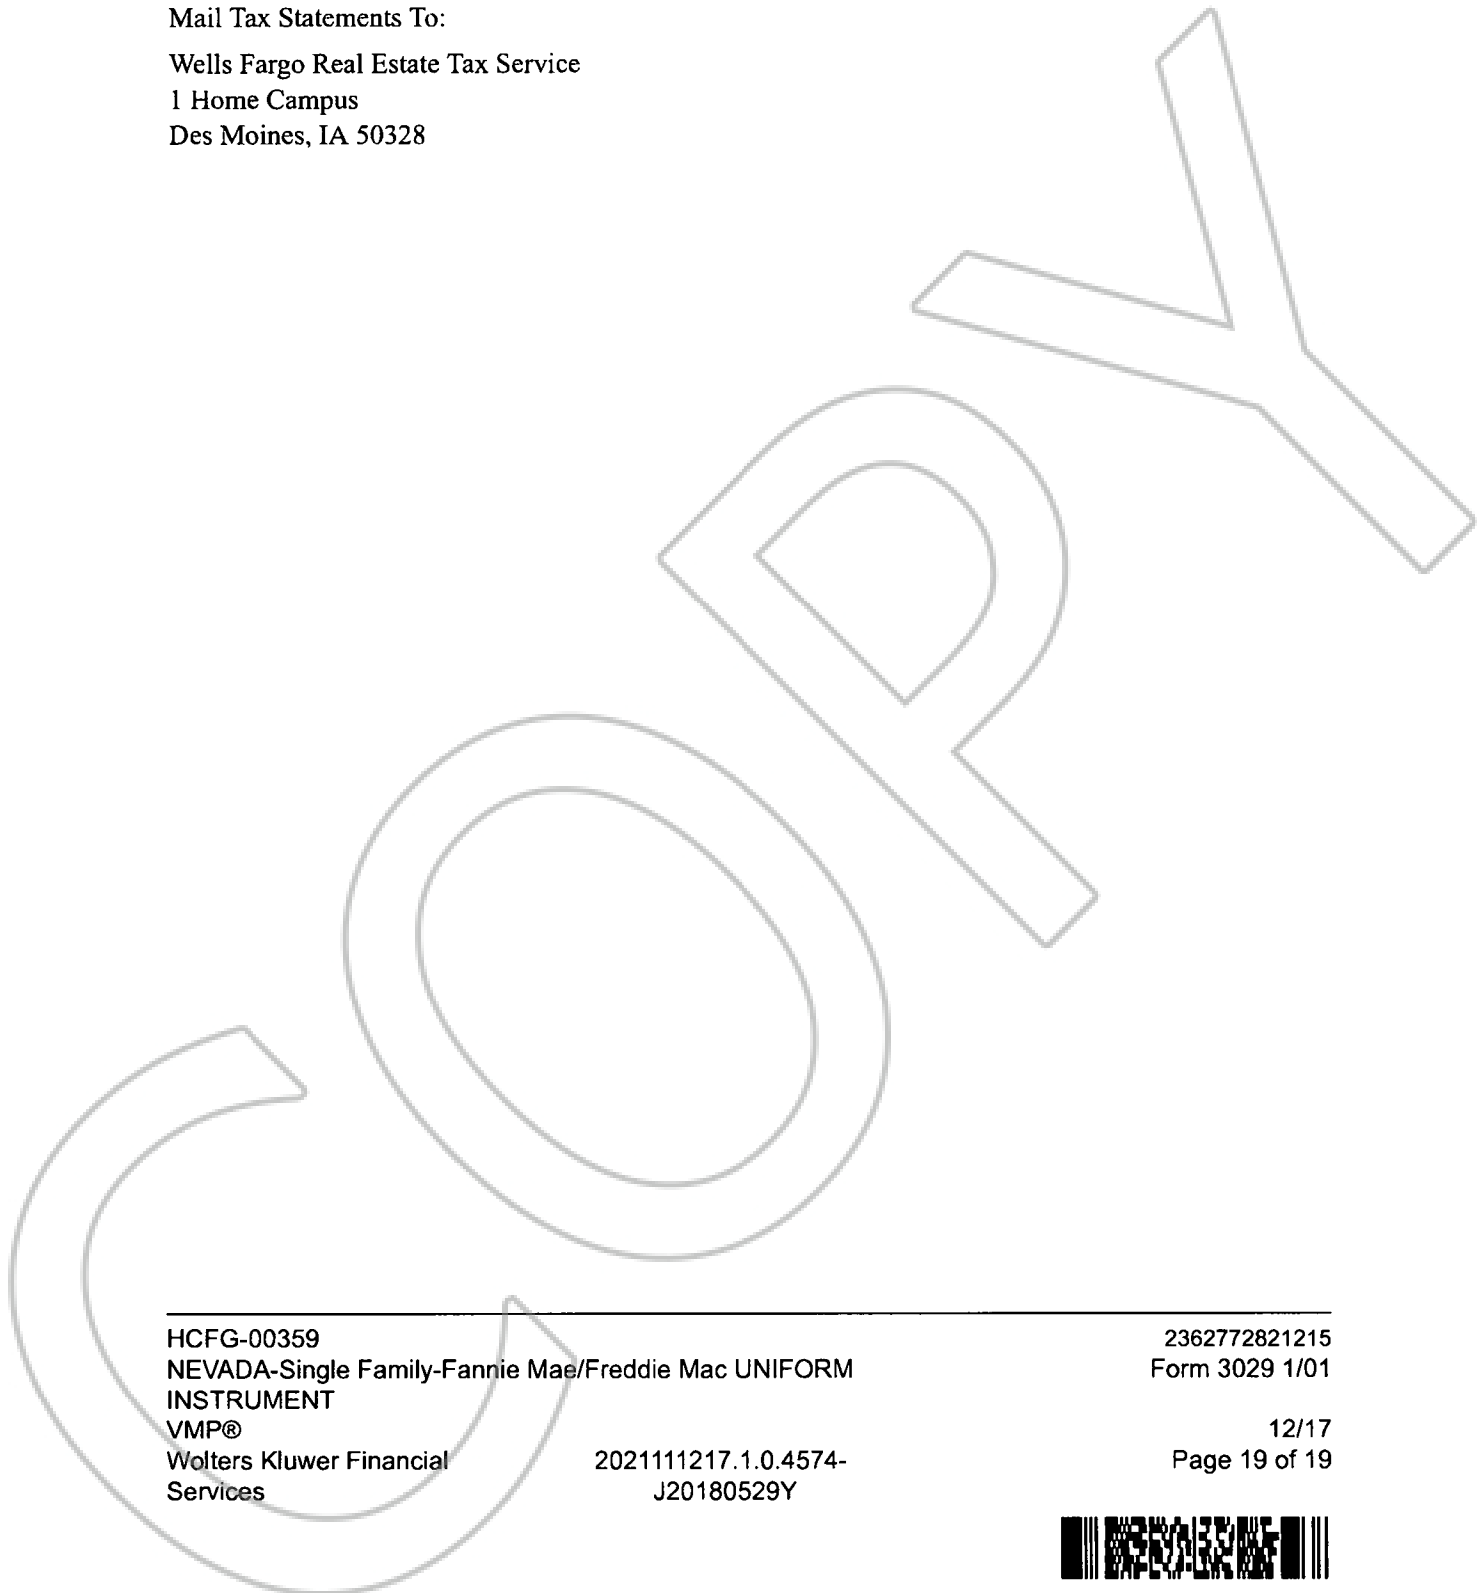 Mail Tax Statements To:
Wells Fargo Real Estate Tax Service
1 Home Campus
Des Moines, IA 50328
COPY
HCFG-00359 2362772821215
NEVADA-Single Family-Fannie Mae/Freddie Mac UNIFORM Form 3029 1/01
INSTRUMENT
VMP® 12/17
Wolters Kluwer Financial 2021111217.1.0.4574- Page 19 of 19
Services J20180529Y